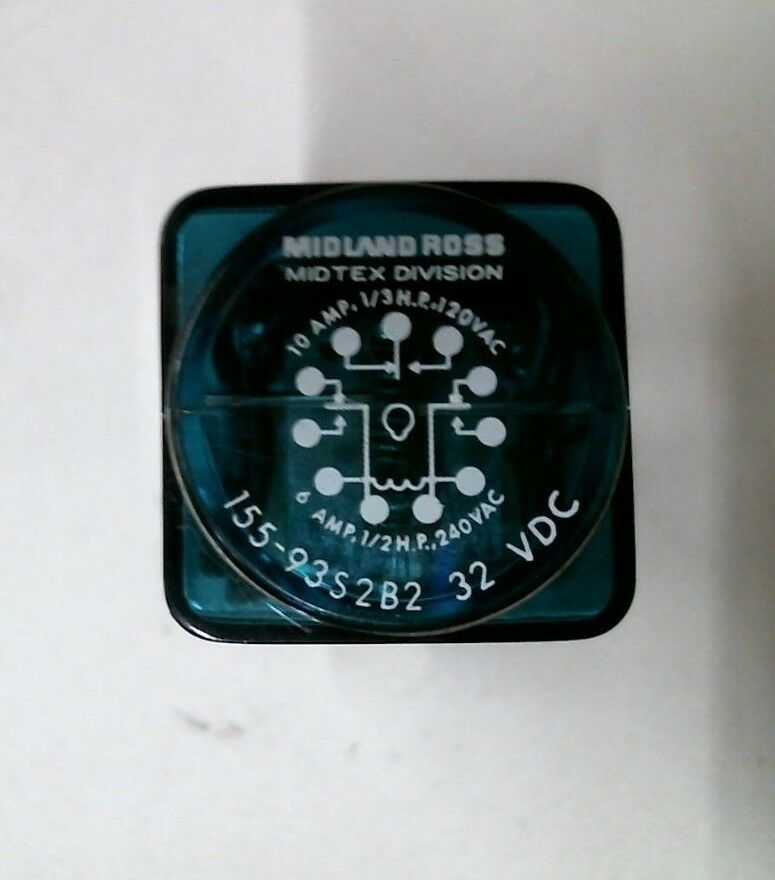 MIDLAND ROSS
MIDTEX DIVISION
10 AMP. 1/3 H.P. 120VAC
6 AMP. 1/2 H.P. 240VAC
155-93S2B2 32 VDC